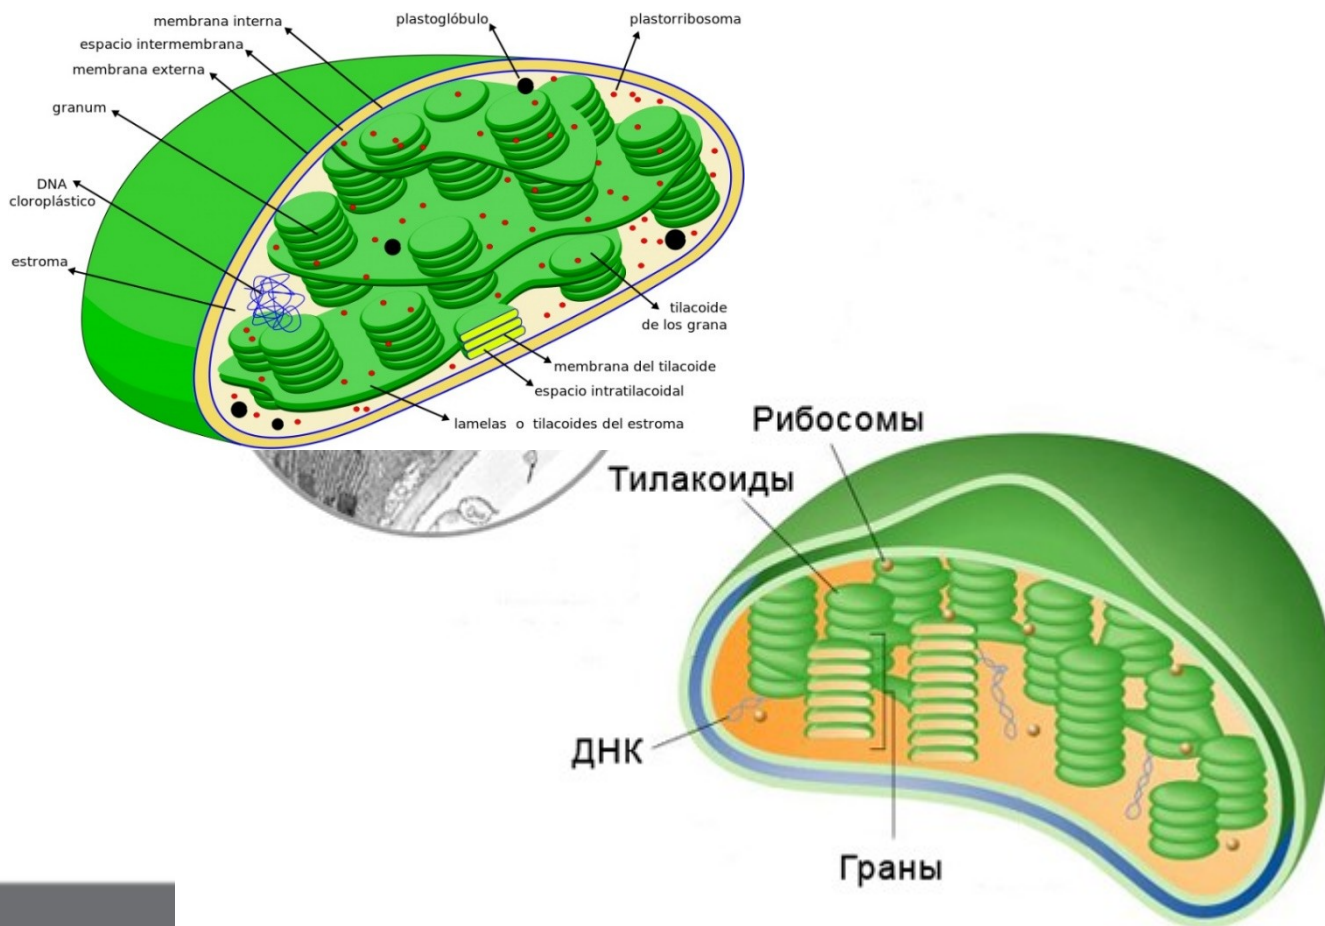 membrana interna
espacio intermembrana
membrana externa
granum
DNA
cloroplástico
estroma
plastoglóbulo
plastorribosoma
tilacoide
de los grana
membrana del tilacoide
espacio intratilacoidal
lamelas o tilacoides del estroma
Рибосомы
Тилакоиды
ДНК
Граны